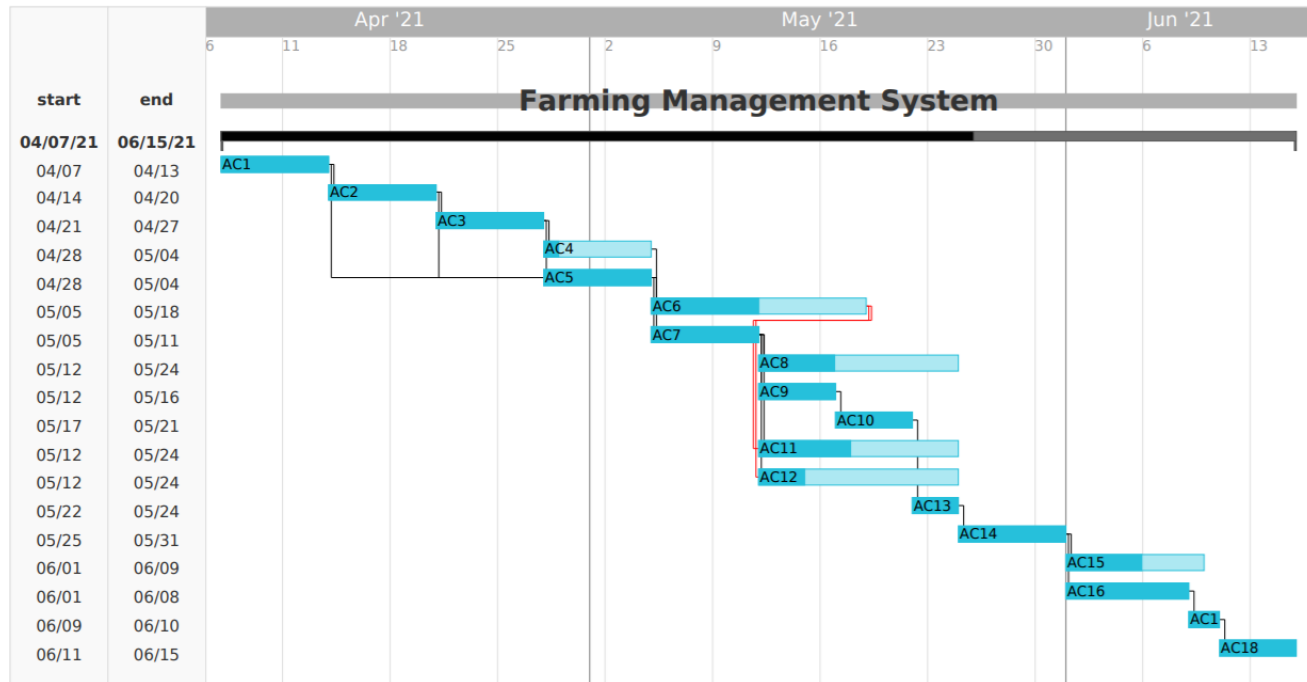 Apr '21 May '21 Jun '21
6 11 18 25 2 9 16 23 30 6 13
start end Farming Management System
04/07/21 06/15/21
04/07 04/13 AC1
04/14 04/20 AC2
04/21 04/27 AC3
04/28 05/04 AC4
04/28 05/04 AC5
05/05 05/18 AC6
05/05 05/11 AC7
05/12 05/24 AC8
05/12 05/16 AC9
05/17 05/21 AC10
05/12 05/24 AC11
05/12 05/24 AC12
05/22 05/24 AC13
05/25 05/31 AC14
06/01 06/09 AC15
06/01 06/08 AC16
06/09 06/10 AC1
06/11 06/15 AC18